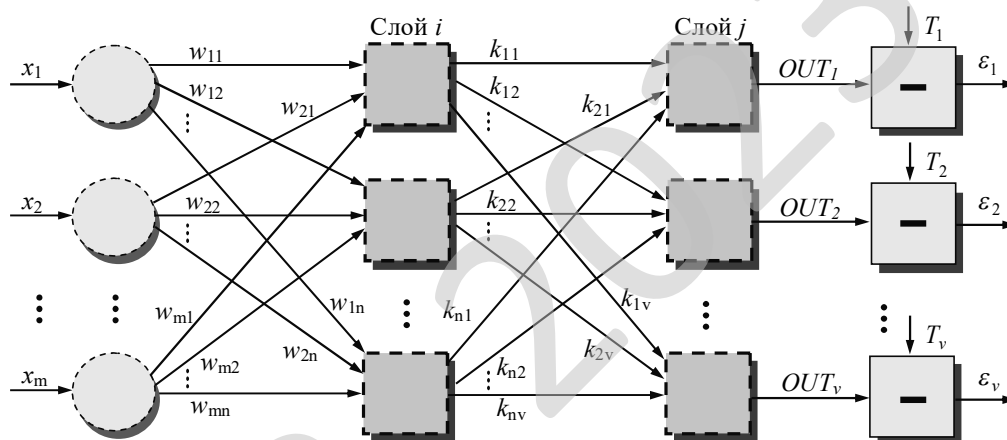 Слой i
Слой j
T₁
x₁
w₁₁
k₁₁
OUT₁
ε₁
w₁₂
k₁₂
w₂₁
k₂₁
T₂
x₂
w₂₂
k₂₂
OUT₂
ε₂
w₁ₙ
kₙ₁
k₁ᵥ
wₘ₁
w₂ₙ
k₂ᵥ
Tᵥ
wₘ₂
kₙ₂
xₘ
wₘₙ
kₙᵥ
OUTᵥ
εᵥ
2023